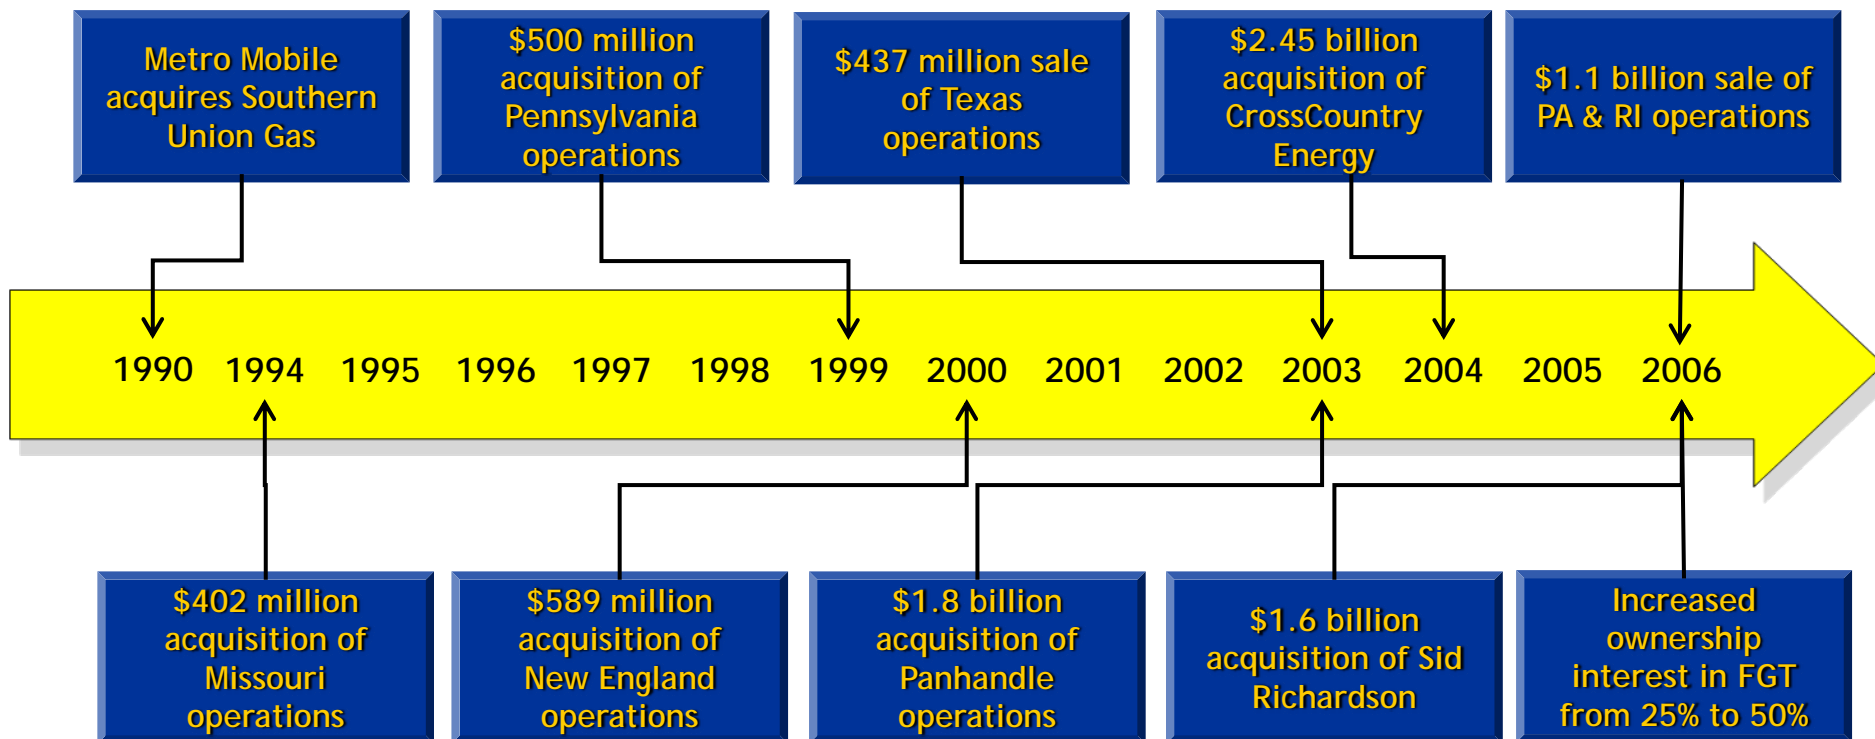 Metro Mobile
acquires Southern
Union Gas
$500 million
acquisition of
Pennsylvania
operations
$437 million sale
of Texas
operations
$2.45 billion
acquisition of
CrossCountry
Energy
$1.1 billion sale of
PA & RI operations
1990 1994 1995 1996 1997 1998 1999 2000 2001 2002 2003 2004 2005 2006
$402 million
acquisition of
Missouri
operations
$589 million
acquisition of
New England
operations
$1.8 billion
acquisition of
Panhandle
operations
$1.6 billion
acquisition of Sid
Richardson
Increased
ownership
interest in FGT
from 25% to 50%